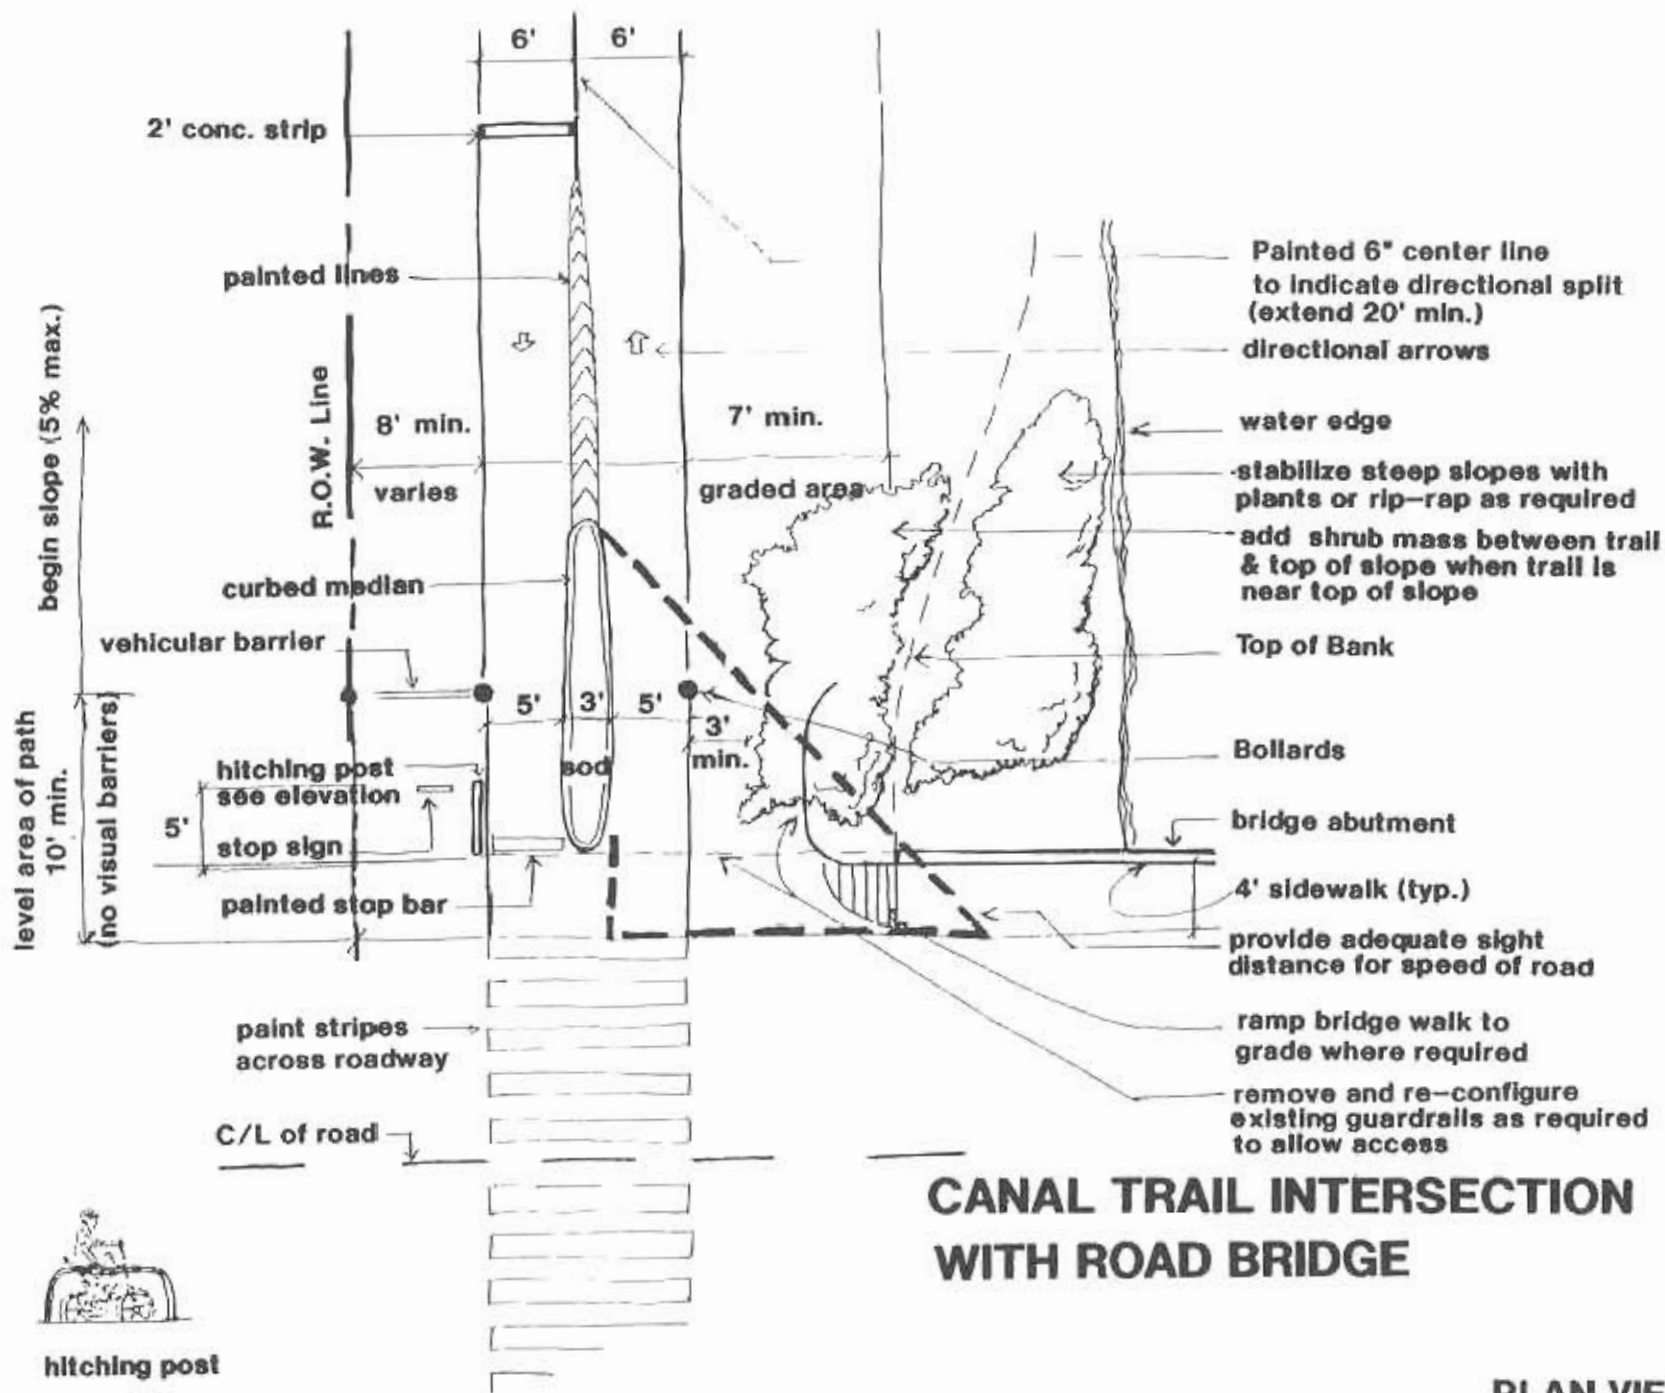 6' 6'
2' conc. strip
painted lines
Painted 6" center line
to indicate directional split
(extend 20' min.)
directional arrows
begin slope (5% max.)
R.O.W. Line
8' min.
varies
7' min.
graded area
water edge
stabilize steep slopes with
plants or rip-rap as required
add shrub mass between trail
& top of slope when trail is
near top of slope
curbed median
vehicular barrier
Top of Bank
5' 3' 5'
3'
min.
sod
level area of path
10' min.
(no visual barriers)
hitching post
see elevation
5'
stop sign
painted stop bar
Bollards
bridge abutment
4' sidewalk (typ.)
provide adequate sight
distance for speed of road
paint stripes
across roadway
ramp bridge walk to
grade where required
remove and re-configure
existing guardrails as required
to allow access
C/L of road
CANAL TRAIL INTERSECTION
WITH ROAD BRIDGE
hitching post